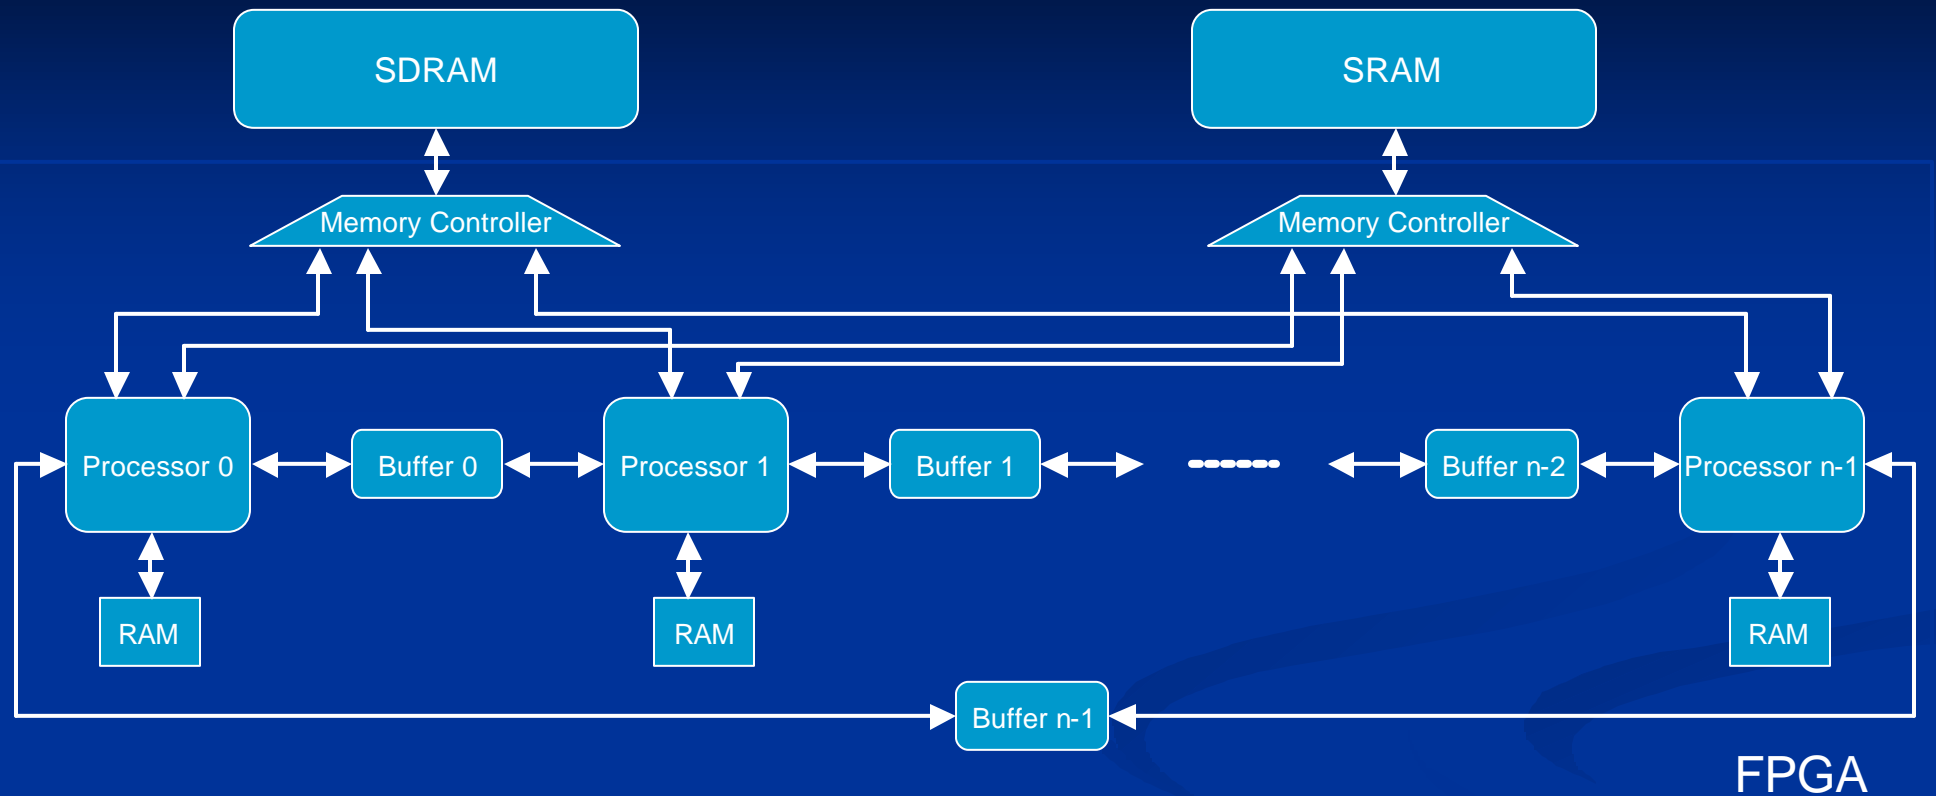 SDRAM
SRAM
Memory Controller
Memory Controller
Processor 0
Buffer 0
Processor 1
Buffer 1
Buffer n-2
Processor n-1
RAM
RAM
RAM
Buffer n-1
FPGA